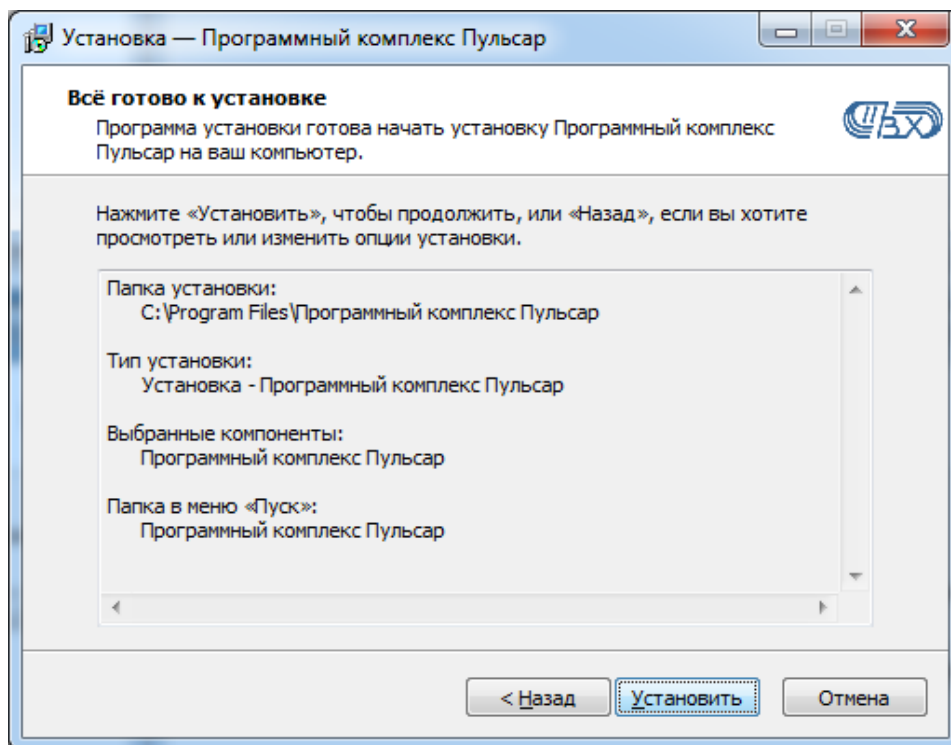 Установка — Программный комплекс Пульсар
Всё готово к установке
Программа установки готова начать установку Программный комплекс
Пульсар на ваш компьютер.
Нажмите «Установить», чтобы продолжить, или «Назад», если вы хотите
просмотреть или изменить опции установки.
Папка установки:
C:\Program Files\Программный комплекс Пульсар
Тип установки:
Установка - Программный комплекс Пульсар
Выбранные компоненты:
Программный комплекс Пульсар
Папка в меню «Пуск»:
Программный комплекс Пульсар
< Назад
Установить
Отмена